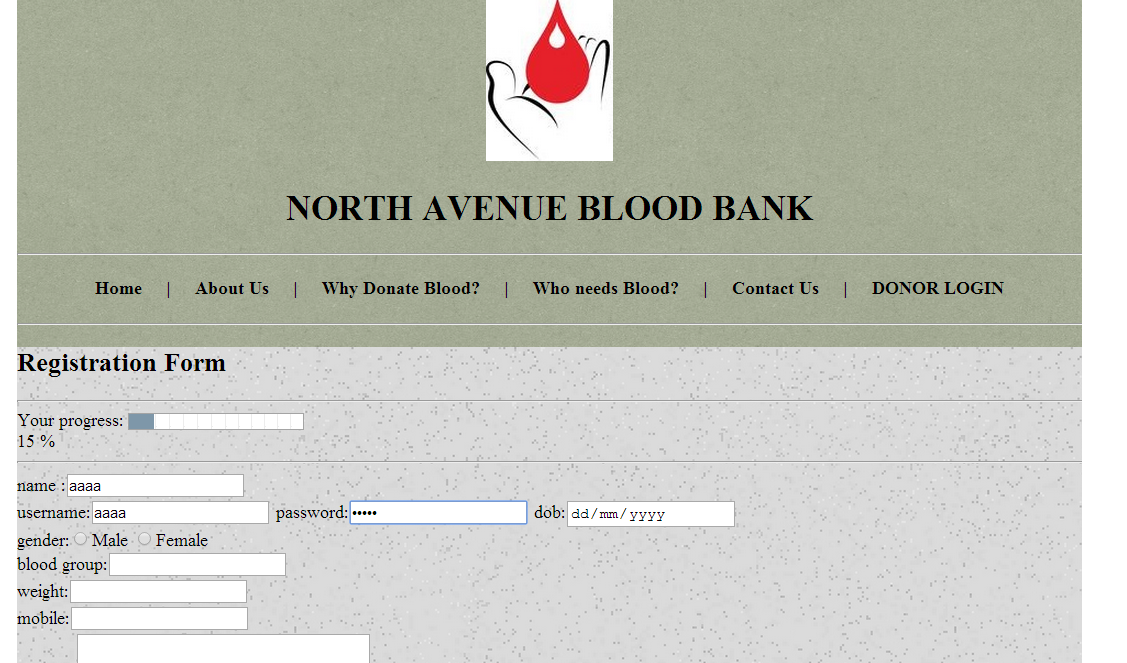 NORTH AVENUE BLOOD BANK
Home | About Us | Why Donate Blood? | Who needs Blood? | Contact Us | DONOR LOGIN
Registration Form
Your progress:
15 %
name : aaaa
username: aaaa password: ••••• dob: dd/mm/yyyy
gender: Male Female
blood group:
weight:
mobile: